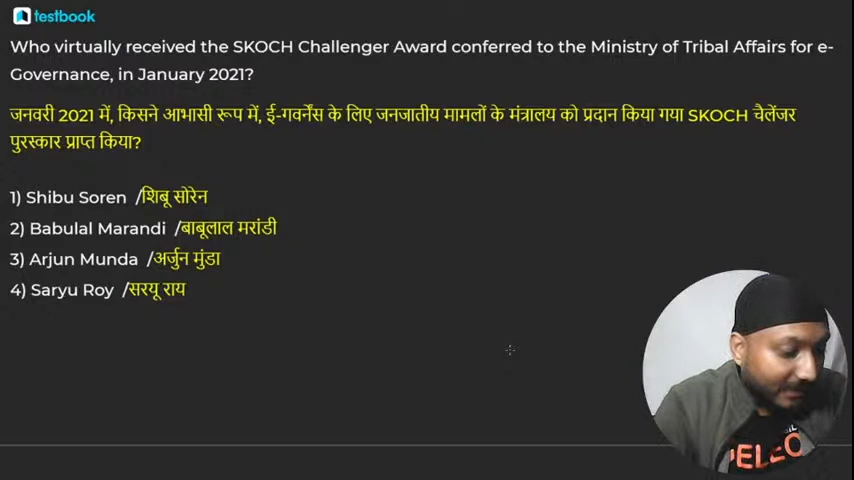 testbook
Who virtually received the SKOCH Challenger Award conferred to the Ministry of Tribal Affairs for e-
Governance, in January 2021?
जनवरी 2021 में, किसने आभासी रूप में, ई-गवर्नेंस के लिए जनजातीय मामलों के मंत्रालय को प्रदान किया गया SKOCH चैलेंजर
पुरस्कार प्राप्त किया?
1) Shibu Soren /शिबू सोरेन
2) Babulal Marandi /बाबूलाल मरांडी
3) Arjun Munda /अर्जुन मुंडा
4) Saryu Roy /सरयू राय